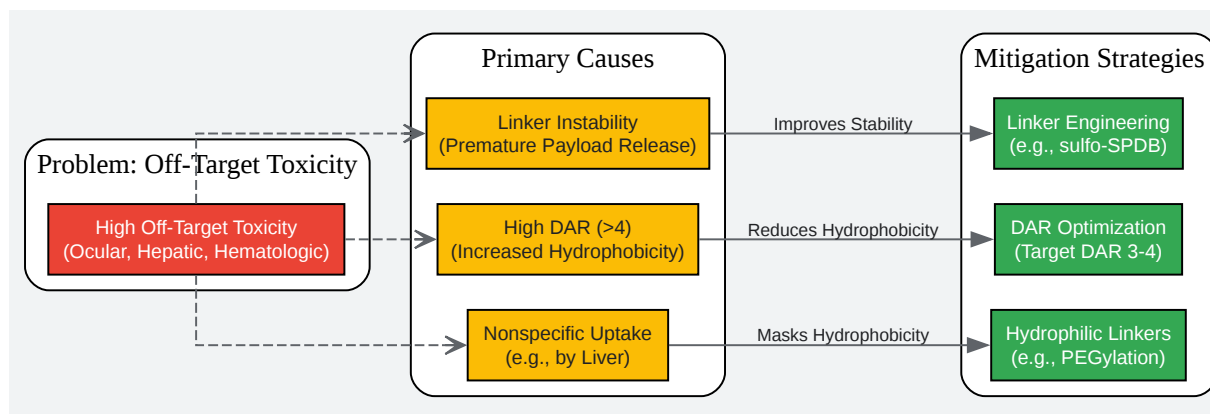 Problem: Off-Target Toxicity
High Off-Target Toxicity
(Ocular, Hepatic, Hematologic)
Primary Causes
Linker Instability
(Premature Payload Release)
High DAR (>4)
(Increased Hydrophobicity)
Nonspecific Uptake
(e.g., by Liver)
Improves Stability
Reduces Hydrophobicity
Masks Hydrophobicity
Mitigation Strategies
Linker Engineering
(e.g., sulfo-SPDB)
DAR Optimization
(Target DAR 3-4)
Hydrophilic Linkers
(e.g., PEGylation)